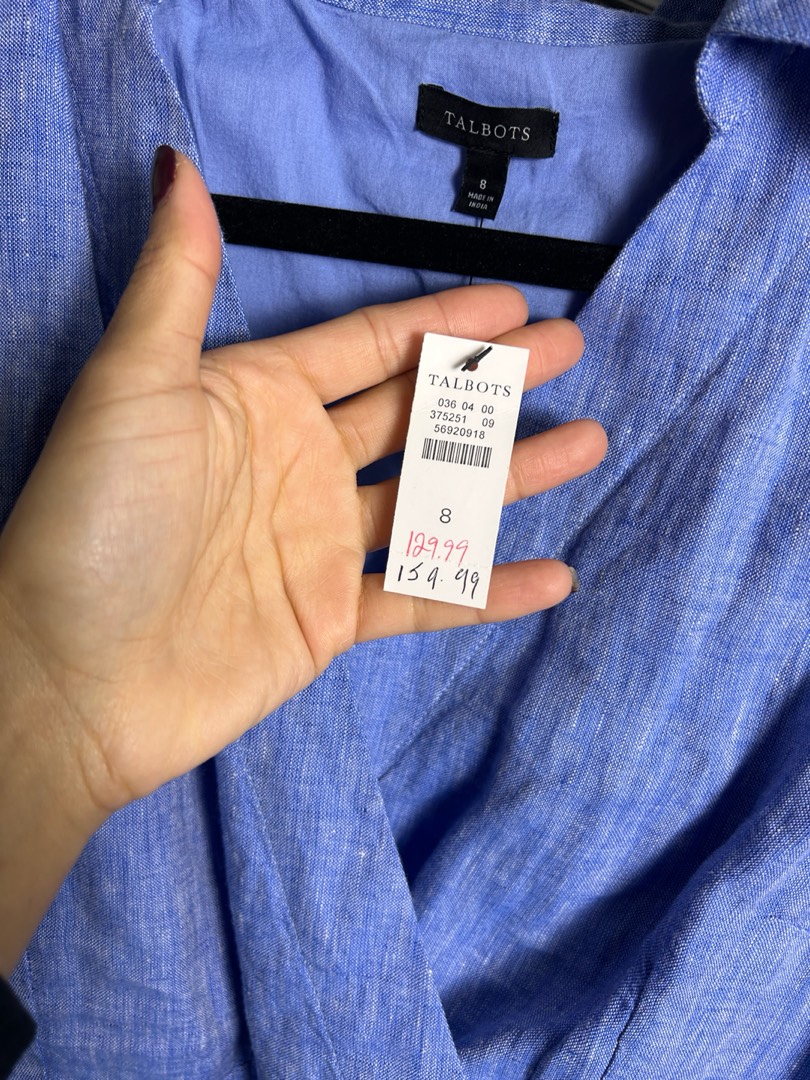 TALBOTS
8
MADE IN
INDIA
TALBOTS
036 04 00
375251 09
56920918
8
129.99
159.99